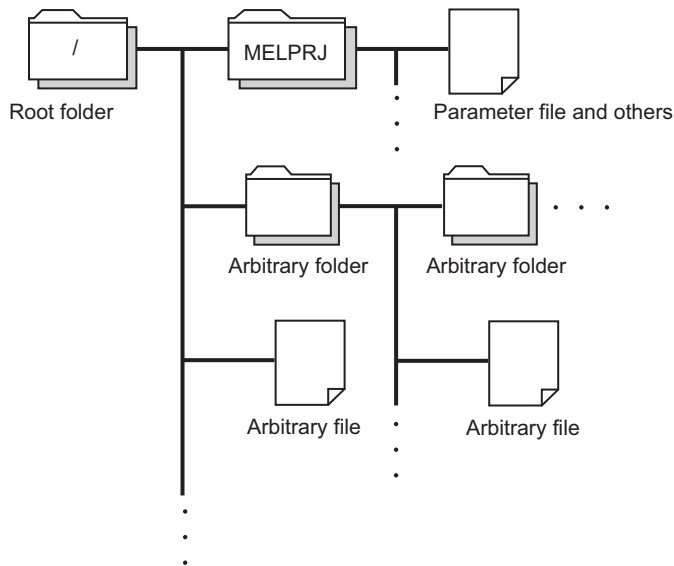 /
MELPRJ
Root folder
Parameter file and others
Arbitrary folder
Arbitrary folder
Arbitrary file
Arbitrary file